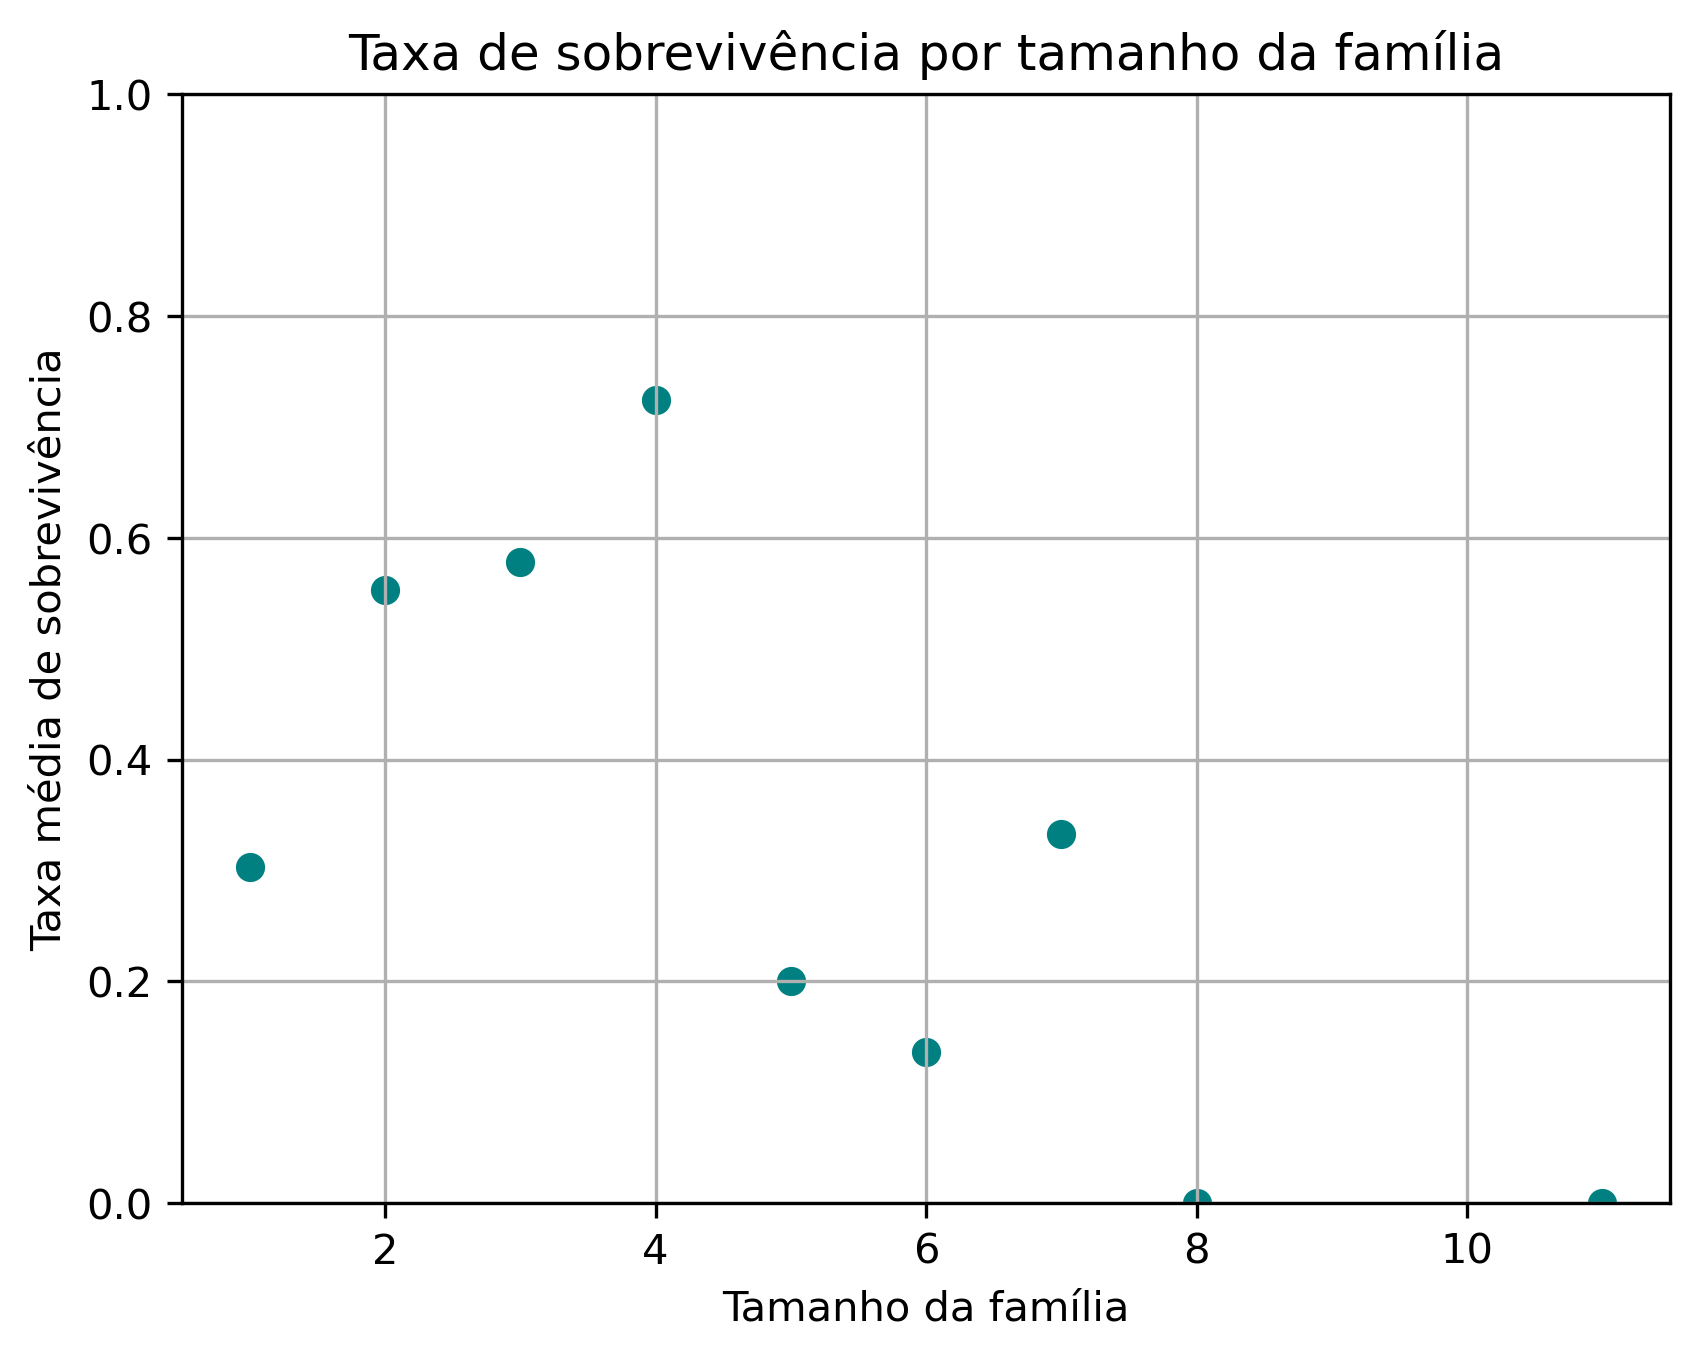 Taxa de sobrevivência por tamanho da família
1.0
0.8
0.6
0.4
0.2
0.0
Taxa média de sobrevivência
2 4 6 8 10
Tamanho da família